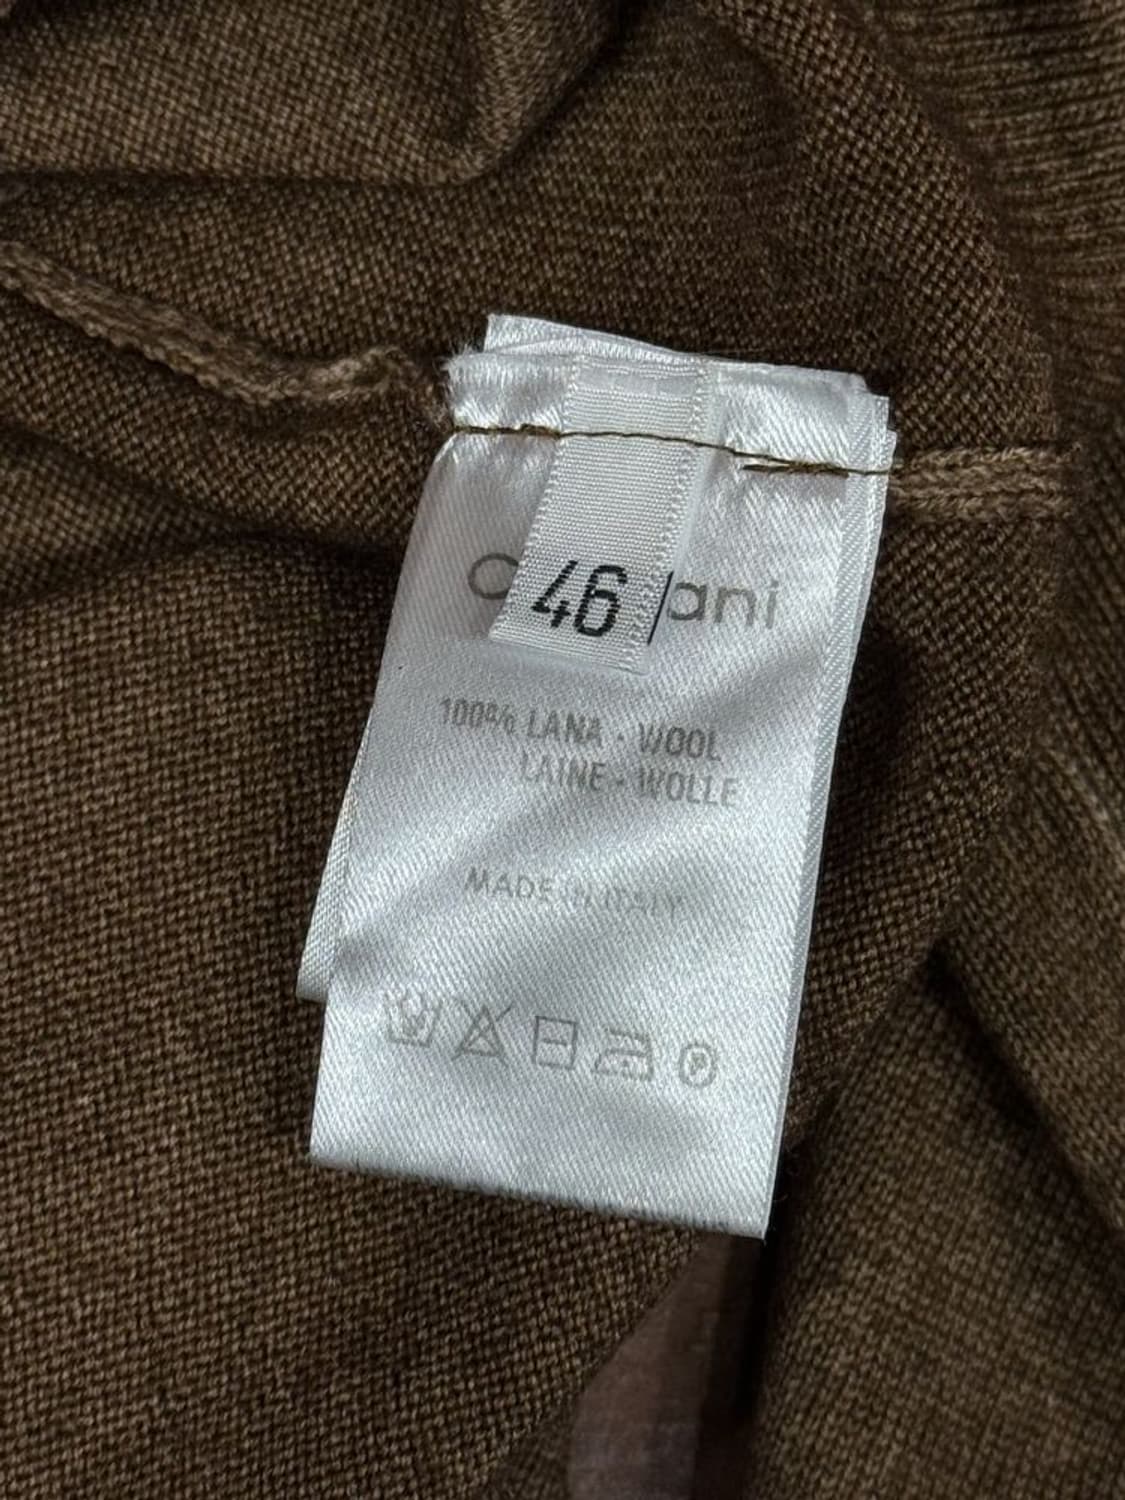 46
100% LANA - WOOL
LAINE - WOLLE
MADE IN ITALY
P